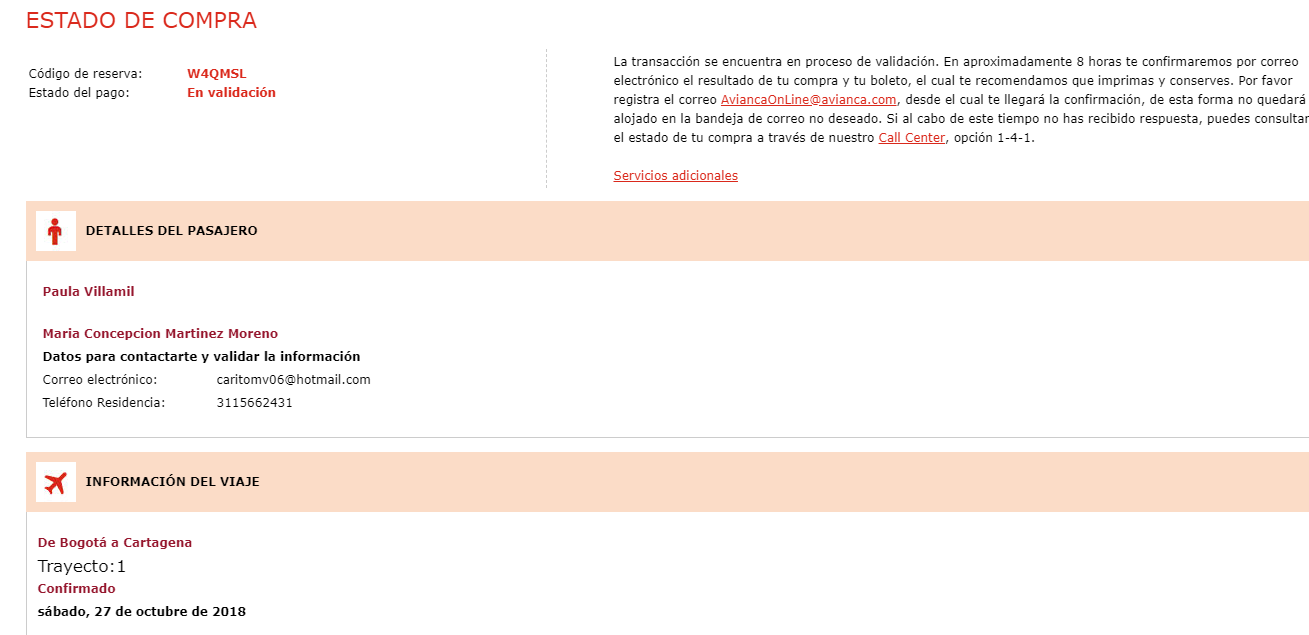 ESTADO DE COMPRA
Código de reserva: W4QMSL
Estado del pago: En validación
La transacción se encuentra en proceso de validación. En aproximadamente 8 horas te confirmaremos por correo
electrónico el resultado de tu compra y tu boleto, el cual te recomendamos que imprimas y conserves. Por favor
registra el correo AviancaOnLine@avianca.com, desde el cual te llegará la confirmación, de esta forma no quedará
alojado en la bandeja de correo no deseado. Si al cabo de este tiempo no has recibido respuesta, puedes consultar
el estado de tu compra a través de nuestro Call Center, opción 1-4-1.
Servicios adicionales
DETALLES DEL PASAJERO
Paula Villamil
Maria Concepcion Martinez Moreno
Datos para contactarte y validar la información
Correo electrónico: caritomv06@hotmail.com
Teléfono Residencia: 3115662431
INFORMACIÓN DEL VIAJE
De Bogotá a Cartagena
Trayecto:1
Confirmado
sábado, 27 de octubre de 2018